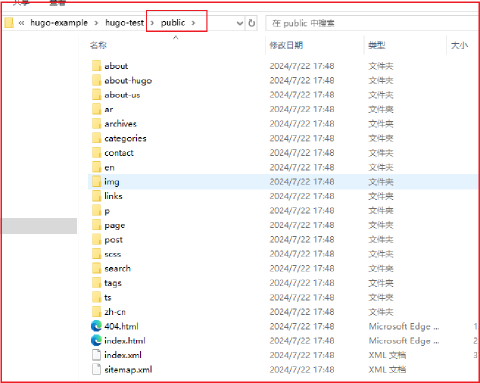 共享 查看
« hugo-example › hugo-test › public › 在 public 中搜索
名称 修改日期 类型 大小
about 2024/7/22 17:48 文件夹
about-hugo 2024/7/22 17:48 文件夹
about-us 2024/7/22 17:48 文件夹
ar 2024/7/22 17:48 文件夹
archives 2024/7/22 17:48 文件夹
categories 2024/7/22 17:48 文件夹
contact 2024/7/22 17:48 文件夹
en 2024/7/22 17:48 文件夹
img 2024/7/22 17:48 文件夹
links 2024/7/22 17:48 文件夹
p 2024/7/22 17:48 文件夹
page 2024/7/22 17:48 文件夹
post 2024/7/22 17:48 文件夹
scss 2024/7/22 17:48 文件夹
search 2024/7/22 17:48 文件夹
tags 2024/7/22 17:48 文件夹
ts 2024/7/22 17:48 文件夹
zh-cn 2024/7/22 17:48 文件夹
404.html 2024/7/22 17:48 Microsoft Edge ... 1
index.html 2024/7/22 17:48 Microsoft Edge ... 1
index.xml 2024/7/22 17:48 XML 文档 3
sitemap.xml 2024/7/22 17:48 XML 文档